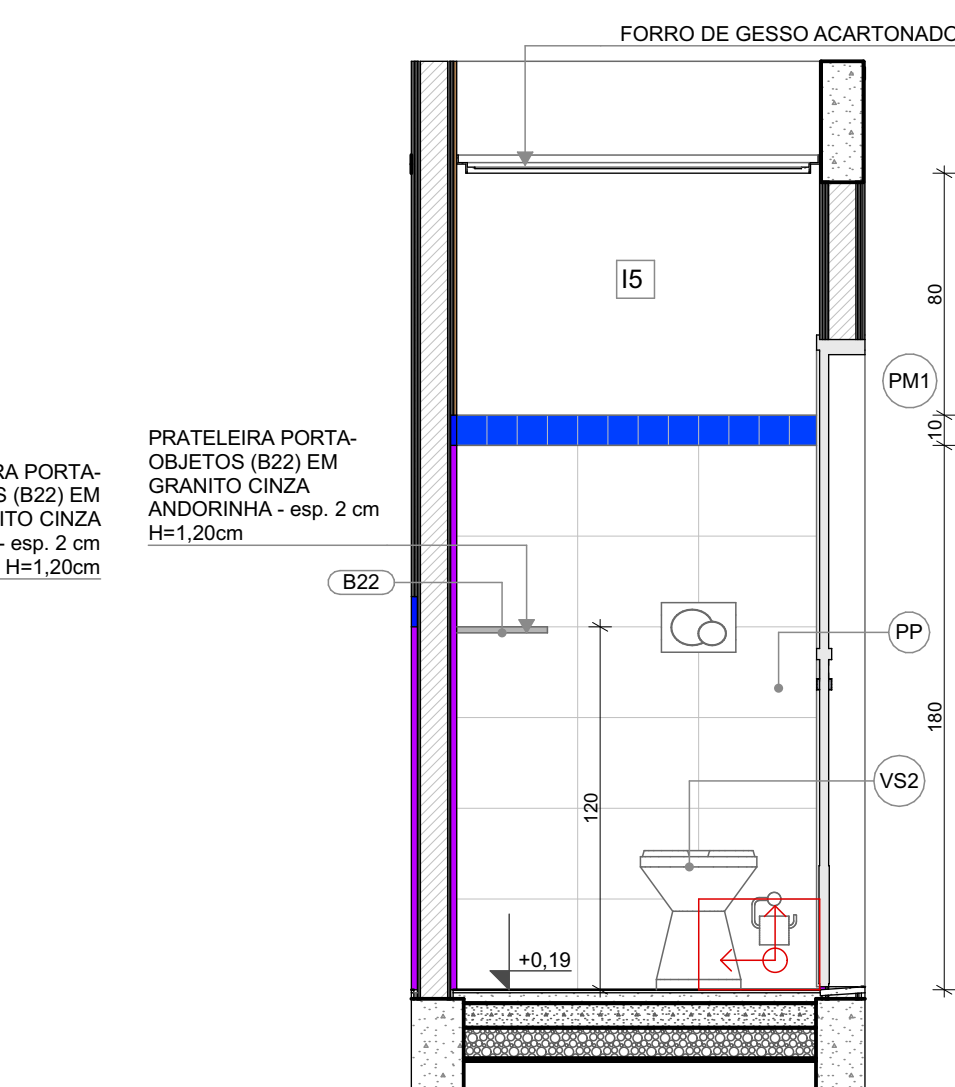 FORRO DE GESSO ACARTONADO
I5
80
PM1
10
PRATELEIRA PORTA-
OBJETOS (B22) EM
GRANITO CINZA
ANDORINHA - esp. 2 cm
H=1,20cm
RA PORTA-
S (B22) EM
ITO CINZA
- esp. 2 cm
H=1,20cm
B22
PP
180
VS2
120
+0,19